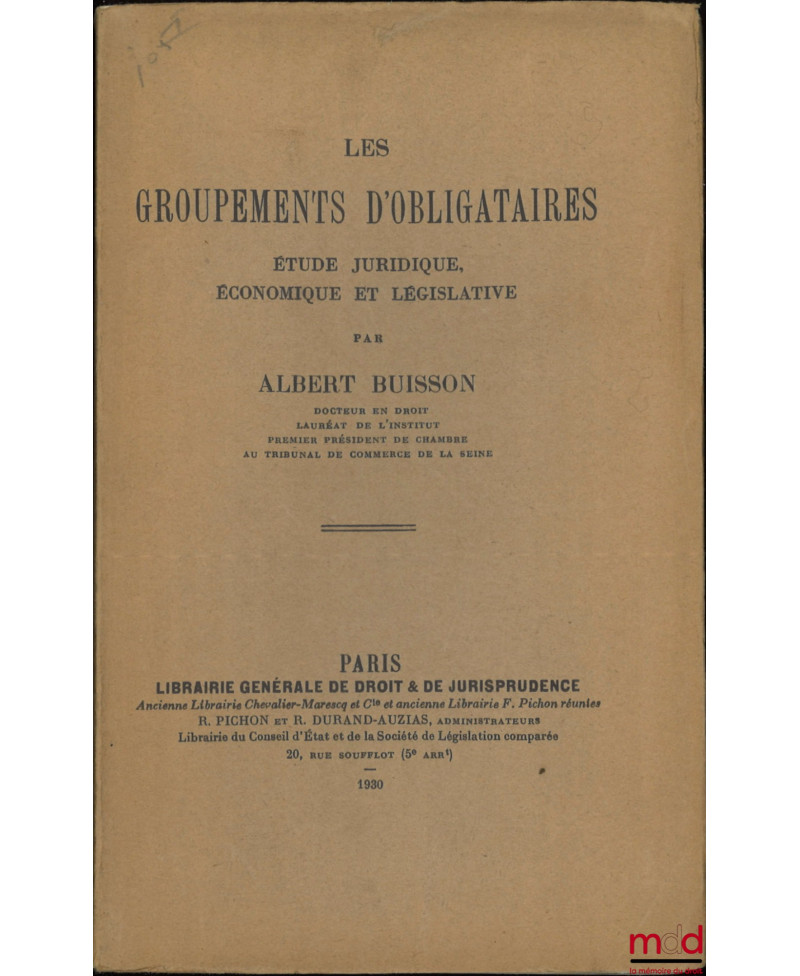 LES
GROUPEMENTS D'OBLIGATAIRES
ÉTUDE JURIDIQUE,
ÉCONOMIQUE ET LÉGISLATIVE
PAR
ALBERT BUISSON
DOCTEUR EN DROIT
LAURÉAT DE L'INSTITUT
PREMIER PRÉSIDENT DE CHAMBRE
AU TRIBUNAL DE COMMERCE DE LA SEINE
PARIS
LIBRAIRIE GENÉRALE DE DROIT & DE JURISPRUDENCE
Ancienne Librairie Chevalier-Marescq et Cie et ancienne Librairie F. Pichon réunies
R. PICHON ET R. DURAND-AUZIAS, ADMINISTRATEURS
Librairie du Conseil d'État et de la Société de Législation comparée
20, RUE SOUFFLOT (5e ARRt)
1930
mdd
la mémoire du droit